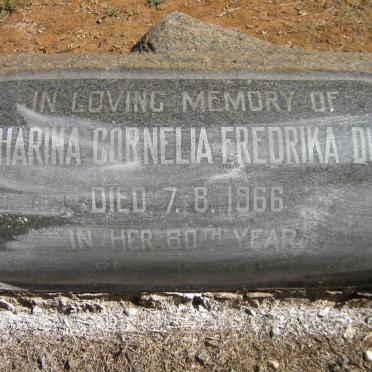 IN LOVING MEMORY OF
HARINA CORNELIA FREDRIKA DU
DIED 7. 8. 1966
IN HER 80TH YEAR